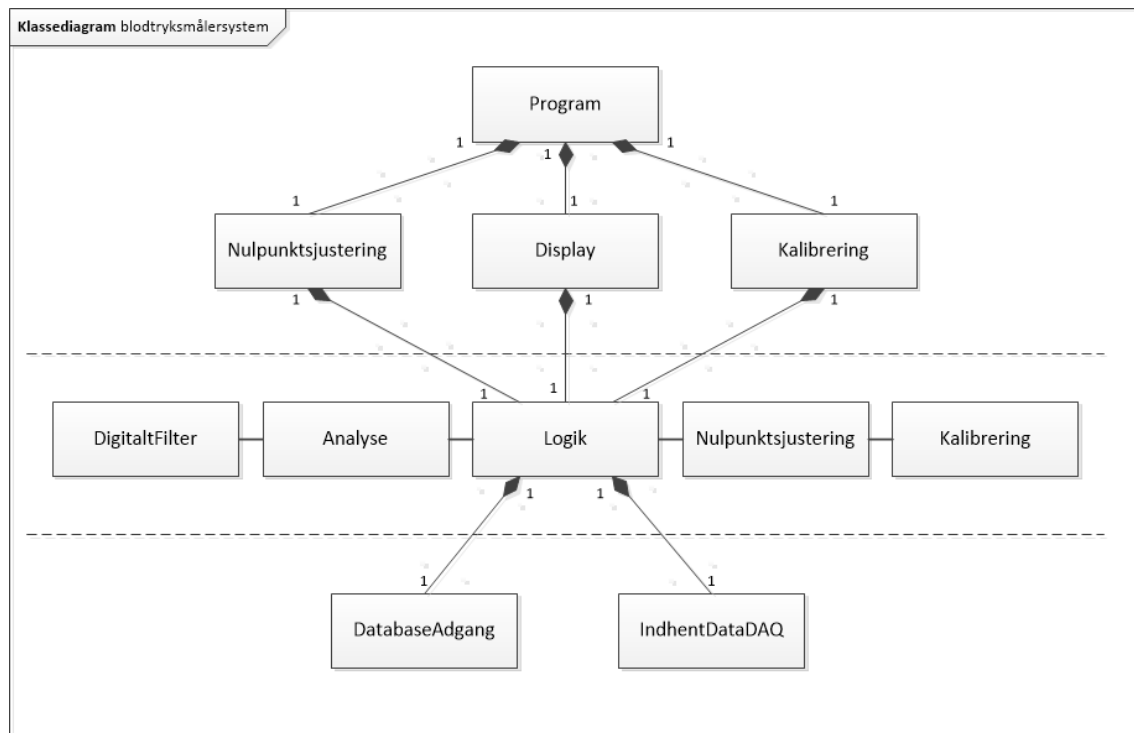 Klassediagram blodtryksmålersystem
Program
1 1 1
1 1 1
Nulpunktsjustering Display Kalibrering
1 1 1
1 1 1
DigitaltFilter Analyse Logik Nulpunktsjustering Kalibrering
1 1
1 1
DatabaseAdgang IndhentDataDAQ